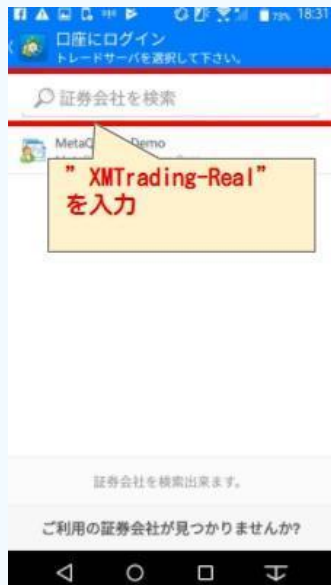 75% 18:31
口座にログイン
トレードサーバを選択して下さい。
証券会社を検索
Demo
” XMTrading-Real”
を入力
証券会社を検索出来ます。
ご利用の証券会社が見つかりませんか?